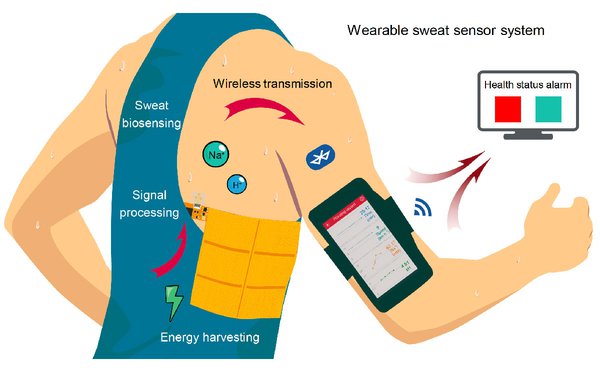 Wearable sweat sensor system
Wireless transmission
Health status alarm
Sweat
biosensing
Na⁺
H⁺
Signal
processing
Energy harvesting